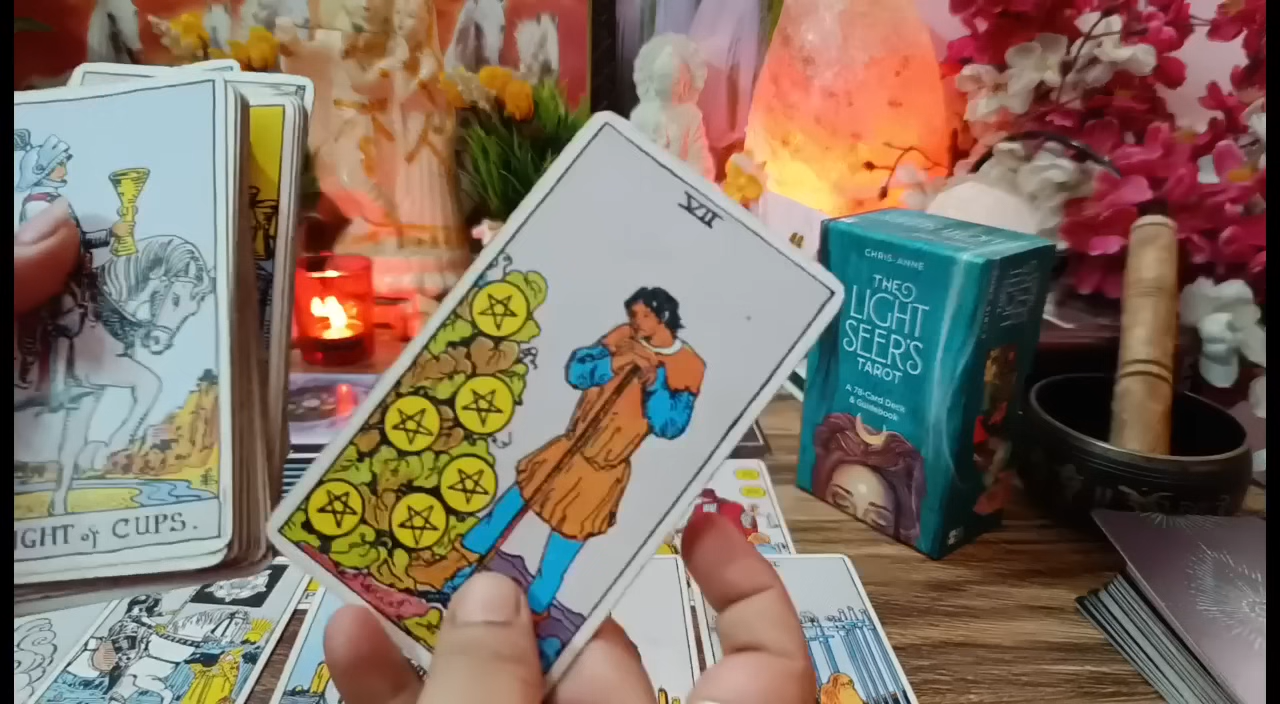 VII
IGHT of CUPS.
CHRIS-ANNE
THE
LIGHT
SEER'S
TAROT
A 78-Card Deck
& Guidebook